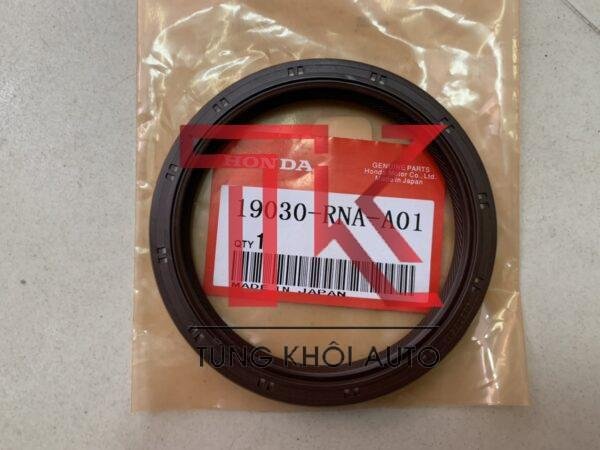 HONDA
GENUINE PARTS
Honda Motor Co., Ltd.
Made in Japan
19030-RNA-A01
QTY 1
MADE IN JAPAN
TK
TÙNG KHÔI AUTO